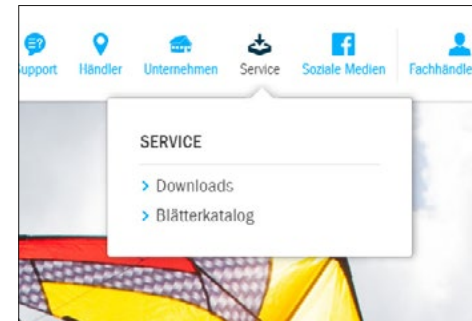 upport Händler Unternehmen Service Soziale Medien Fachhändle
SERVICE
> Downloads
> Blätterkatalog